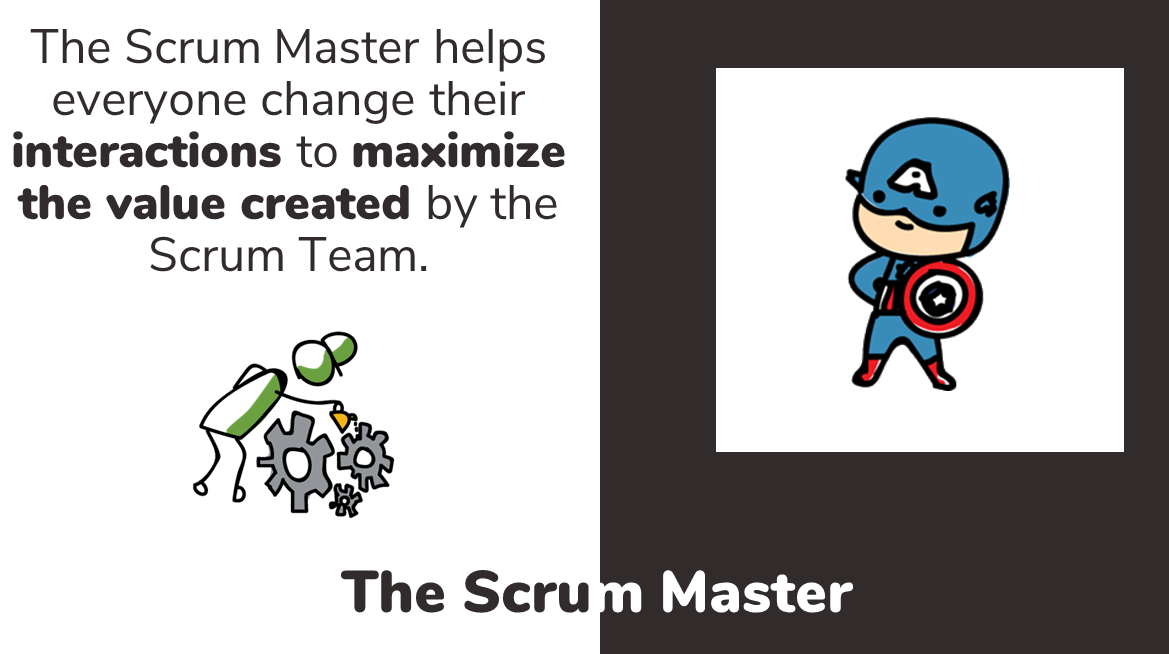 The Scrum Master helps
everyone change their
interactions to maximize
the value created by the
Scrum Team.
A
The Scrum Master